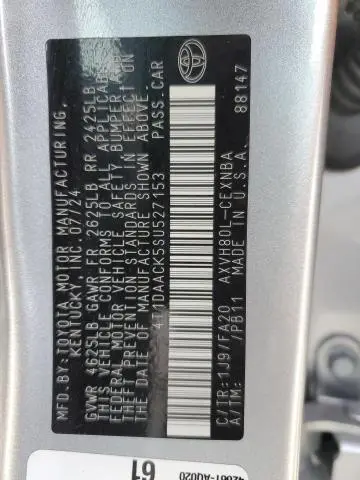 MFD. BY:TOYOTA MOTOR MANUFACTURING,
KENTUCKY, INC. 07/24
GVWR 4625LB GAWR FR 2625LB RR 2425LB
THIS VEHICLE CONFORMS TO ALL APPLICABLE
FEDERAL MOTOR VEHICLE SAFETY, BUMPER, AND
THEFT PREVENTION STANDARDS IN EFFECT ON
THE DATE OF MANUFACTURE SHOWN ABOVE.
4T1DAACK5SU527153 PASS.CAR
C/TR:1J9/FA20 AXVH80L-CEXNBA
A/TM: /PB11 MADE IN U.S.A.
88147
42661-AQ020
61